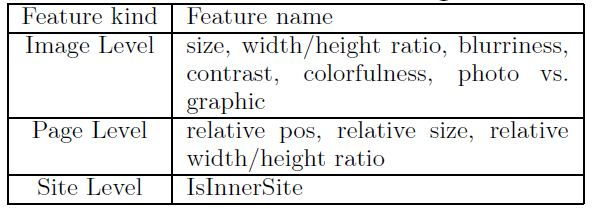 Feature kind Feature name
Image Level size, width/height ratio, blurriness,
contrast, colorfulness, photo vs.
graphic
Page Level relative pos, relative size, relative
width/height ratio
Site Level IsInnerSite